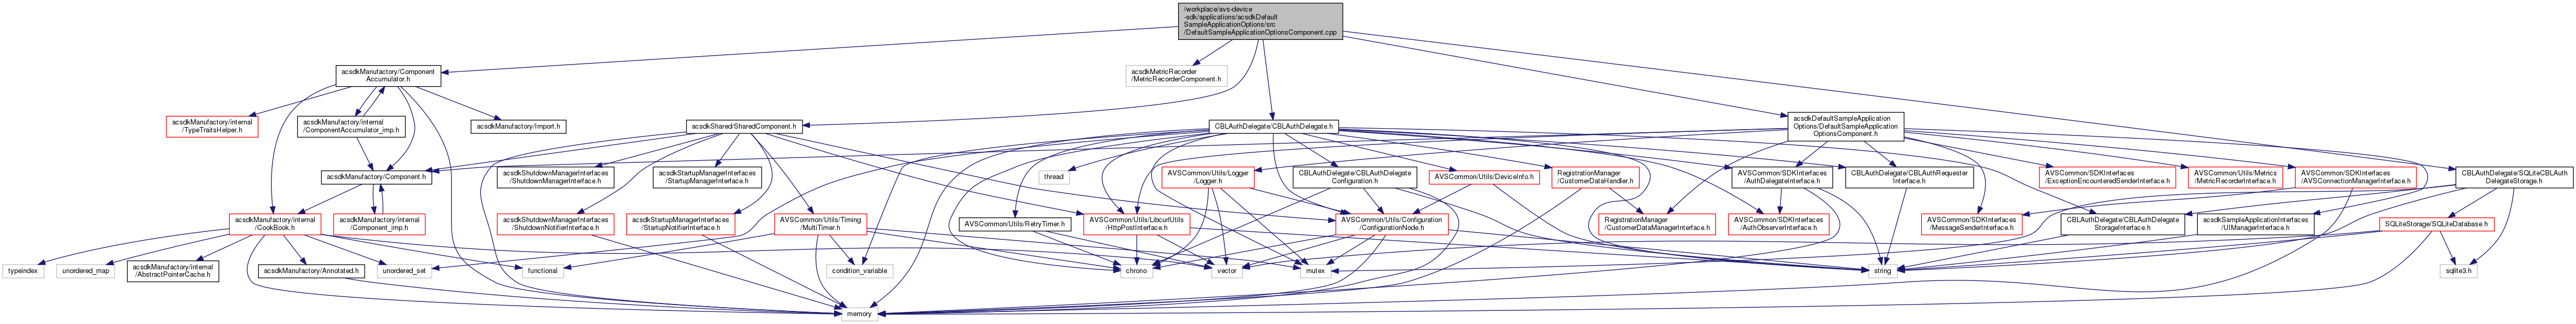 /workplace/avs-device
-sdk/applications/acsdkDefault
SampleApplicationOptions/src
/DefaultSampleApplicationOptionsComponent.cpp
acsdkManufactory/Component
Accumulator.h
acsdkMetricRecorder
/MetricRecorderComponent.h
acsdkManufactory/internal
/TypeTraitsHelper.h
acsdkManufactory/internal
/ComponentAccumulator_imp.h
acsdkManufactory/Import.h
acsdkShared/SharedComponent.h
CBLAuthDelegate/CBLAuthDelegate.h
acsdkDefaultSampleApplication
Options/DefaultSampleApplication
OptionsComponent.h
acsdkManufactory/Component.h
acsdkShutdownManagerInterfaces
/ShutdownManagerInterface.h
acsdkStartupManagerInterfaces
/StartupManagerInterface.h
thread
AVSCommon/Utils/Logger
/Logger.h
CBLAuthDelegate/CBLAuthDelegate
Configuration.h
AVSCommon/Utils/DeviceInfo.h
RegistrationManager
/CustomerDataHandler.h
AVSCommon/SDKInterfaces
/AuthDelegateInterface.h
CBLAuthDelegate/CBLAuthRequester
Interface.h
AVSCommon/SDKInterfaces
/ExceptionEncounteredSenderInterface.h
AVSCommon/Utils/Metrics
/MetricRecorderInterface.h
AVSCommon/SDKInterfaces
/AVSConnectionManagerInterface.h
CBLAuthDelegate/SQLiteCBLAuth
DelegateStorage.h
acsdkManufactory/internal
/CookBook.h
acsdkManufactory/internal
/Component_imp.h
acsdkShutdownManagerInterfaces
/ShutdownNotifierInterface.h
acsdkStartupManagerInterfaces
/StartupNotifierInterface.h
AVSCommon/Utils/Timing
/MultiTimer.h
AVSCommon/Utils/RetryTimer.h
AVSCommon/Utils/LibcurlUtils
/HttpPostInterface.h
AVSCommon/Utils/Configuration
/ConfigurationNode.h
RegistrationManager
/CustomerDataManagerInterface.h
AVSCommon/SDKInterfaces
/AuthObserverInterface.h
AVSCommon/SDKInterfaces
/MessageSenderInterface.h
CBLAuthDelegate/CBLAuthDelegate
StorageInterface.h
acsdkSampleApplicationInterfaces
/UIManagerInterface.h
SQLiteStorage/SQLiteDatabase.h
typeindex
unordered_map
acsdkManufactory/internal
/AbstractPointerCache.h
acsdkManufactory/Annotated.h
unordered_set
functional
condition_variable
chrono
vector
mutex
string
sqlite3.h
memory